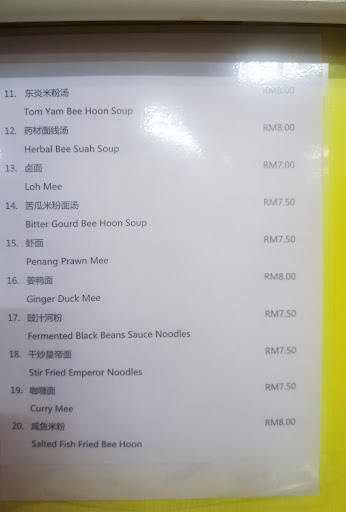 11. 东炎米粉汤 RM8.00
Tom Yam Bee Hoon Soup
12. 药材面线汤 RM8.00
Herbal Bee Suah Soup
13. 卤面 RM7.00
Loh Mee
14. 苦瓜米粉面汤 RM7.50
Bitter Gourd Bee Hoon Soup
15. 虾面 RM7.50
Penang Prawn Mee
16. 姜鸭面 RM8.00
Ginger Duck Mee
17. 豉汁河粉 RM7.50
Fermented Black Beans Sauce Noodles
18. 干炒皇帝面 RM7.50
Stir Fried Emperor Noodles
19. 咖喱面 RM7.50
Curry Mee
20. 咸鱼米粉 RM8.00
Salted Fish Fried Bee Hoon